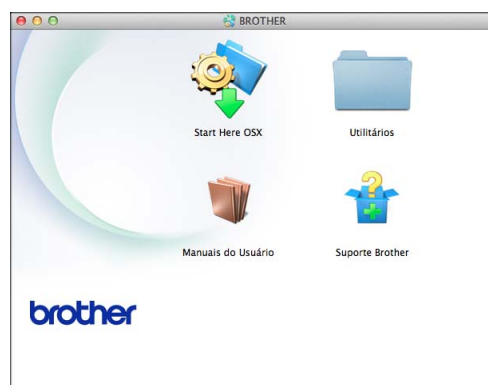 BROTHER
Start Here OSX
Utilitários
Manuais do Usuário
Suporte Brother
brother